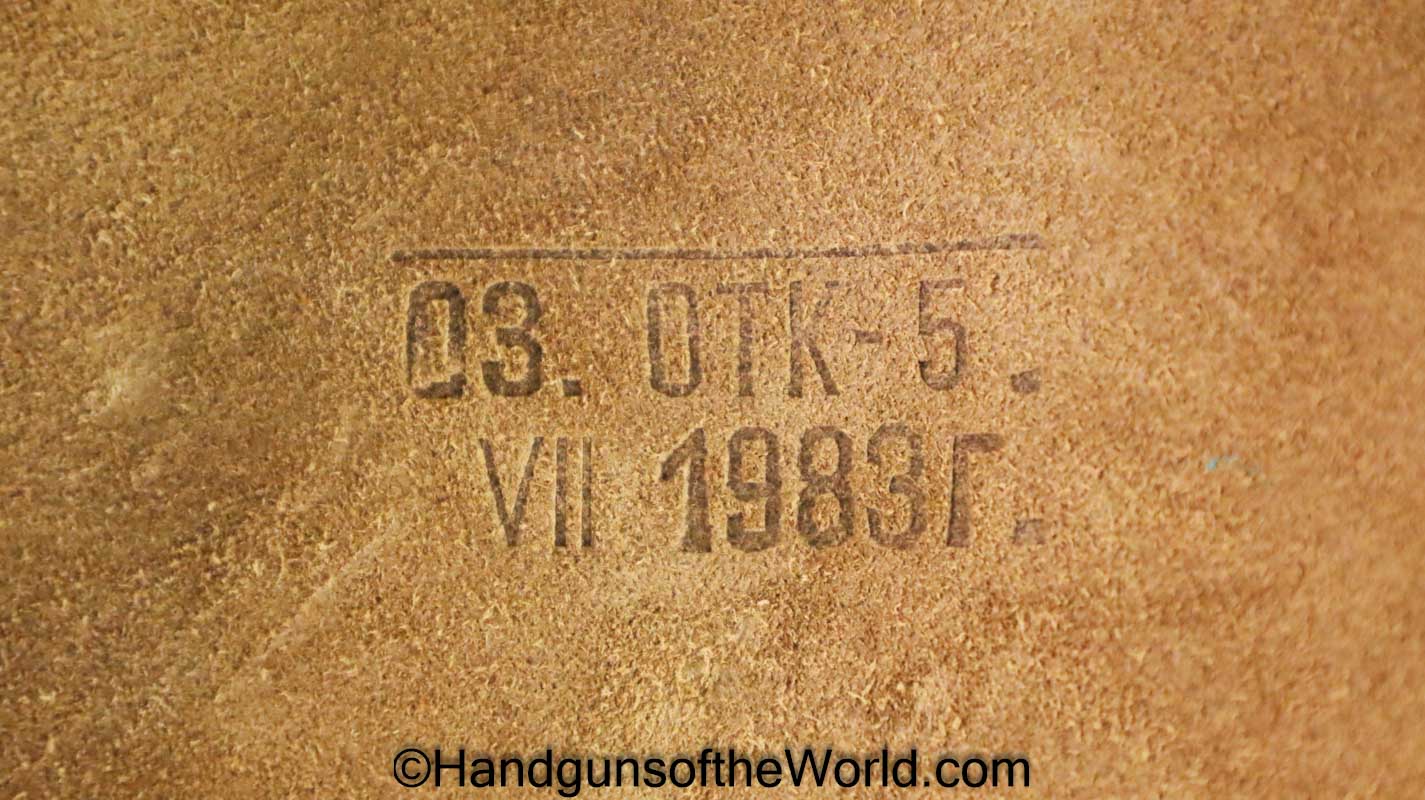 03. ОТК-5.
VII 1983г.
©HandgunsoftheWorld.com